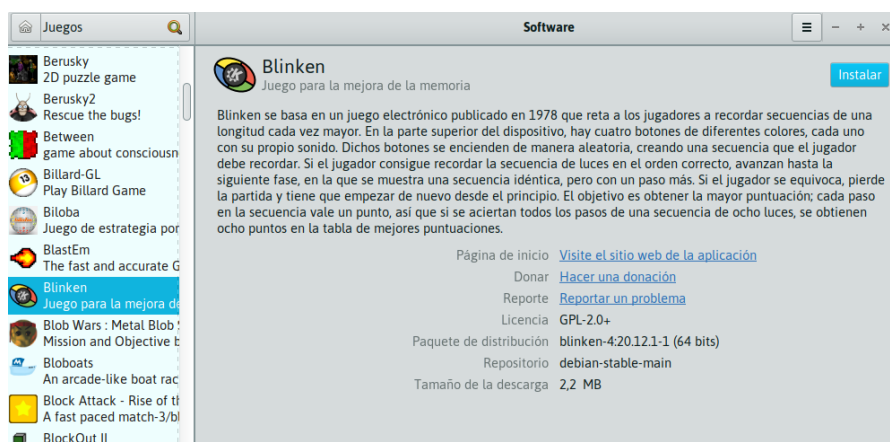 Juegos
Software
Berusky
2D puzzle game
Berusky2
Rescue the bugs!
Between
game about consciousn
Billard-GL
Play Billard Game
Biloba
Juego de estrategia por
BlastEm
The fast and accurate G
Blinken
Juego para la mejora de
Blob Wars : Metal Blob S
Mission and Objective b
Bloboats
An arcade-like boat rac
Block Attack - Rise of th
A fast paced match-3/bl
BlockOut II
Blinken
Juego para la mejora de la memoria
Instalar
Blinken se basa en un juego electrónico publicado en 1978 que reta a los jugadores a recordar secuencias de una
longitud cada vez mayor. En la parte superior del dispositivo, hay cuatro botones de diferentes colores, cada uno
con su propio sonido. Dichos botones se encienden de manera aleatoria, creando una secuencia que el jugador
debe recordar. Si el jugador consigue recordar la secuencia de luces en el orden correcto, avanzan hasta la
siguiente fase, en la que se muestra una secuencia idéntica, pero con un paso más. Si el jugador se equivoca, pierde
la partida y tiene que empezar de nuevo desde el principio. El objetivo es obtener la mayor puntuación; cada paso
en la secuencia vale un punto, así que si se aciertan todos los pasos de una secuencia de ocho luces, se obtienen
ocho puntos en la tabla de mejores puntuaciones.
Página de inicio Visite el sitio web de la aplicación
Donar Hacer una donación
Reporte Reportar un problema
Licencia GPL-2.0+
Paquete de distribución blinken-4:20.12.1-1 (64 bits)
Repositorio debian-stable-main
Tamaño de la descarga 2,2 MB